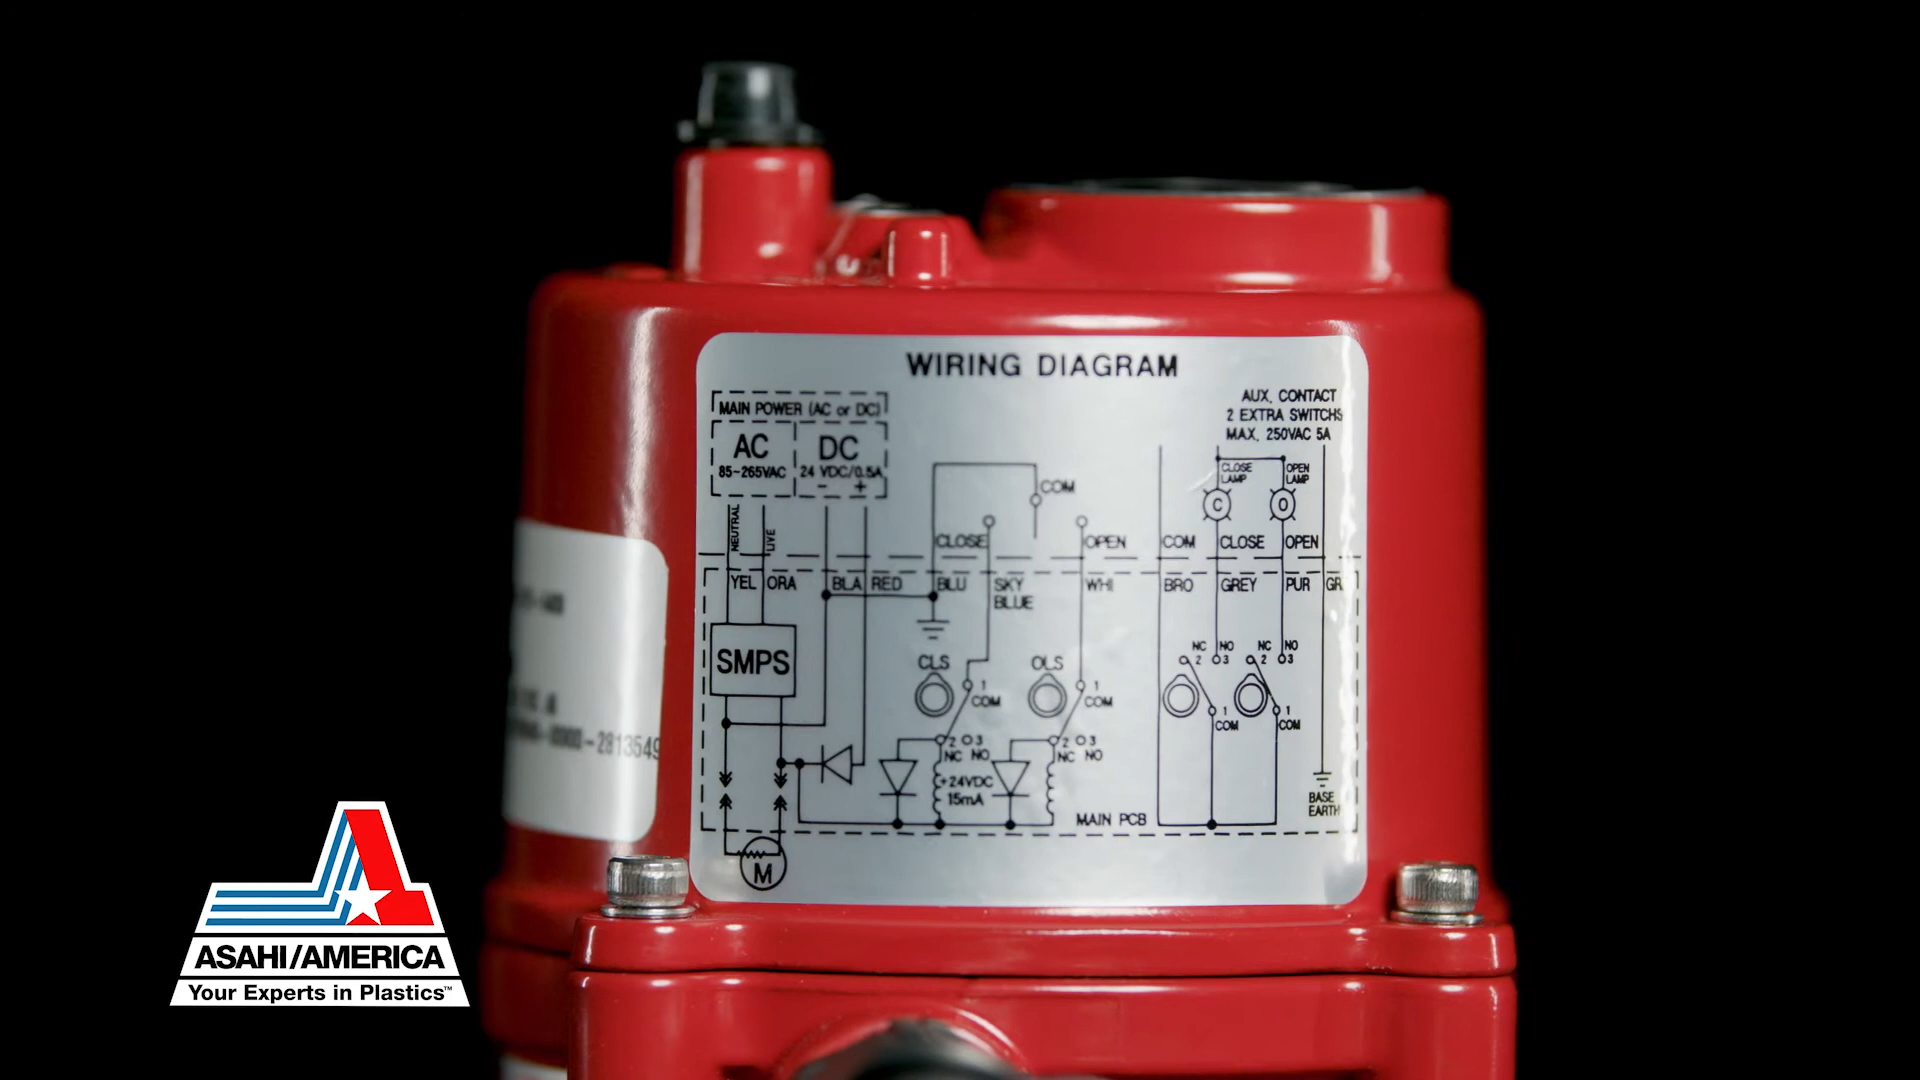 WIRING DIAGRAM
MAIN POWER (AC or DC)
AC
85~265VAC
DC
24 VDC/0.5A
- +
AUX. CONTACT
2 EXTRA SWITCHS
MAX. 250VAC 5A
CLOSE
LAMP
OPEN
LAMP
C
O
COM
NEUTRAL
LIVE
CLOSE
OPEN
COM
CLOSE
OPEN
YEL
ORA
BLA
RED
BLU
SKY
BLUE
WHI
BRO
GREY
PUR
GR
SMPS
CLS
OLS
1
COM
1
COM
NC NO
2 3
NC NO
2 3
1
COM
1
COM
2 3
NC NO
2 3
NC NO
+24VDC
15mA
MAIN PCB
BASE
EARTH
M
-2813549
ASAHI/AMERICA
Your Experts in Plastics™